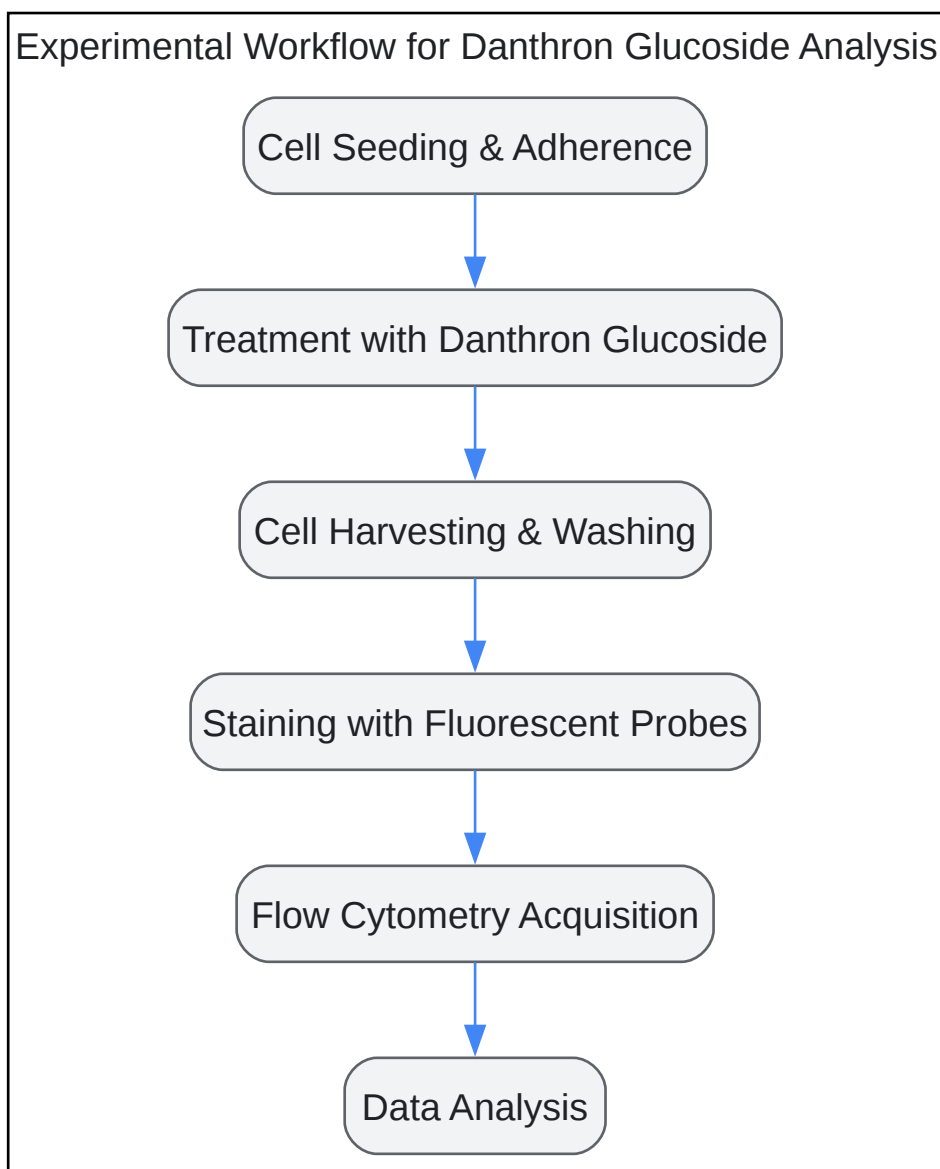 Experimental Workflow for Danthron Glucoside Analysis
Cell Seeding & Adherence
Treatment with Danthron Glucoside
Cell Harvesting & Washing
Staining with Fluorescent Probes
Flow Cytometry Acquisition
Data Analysis